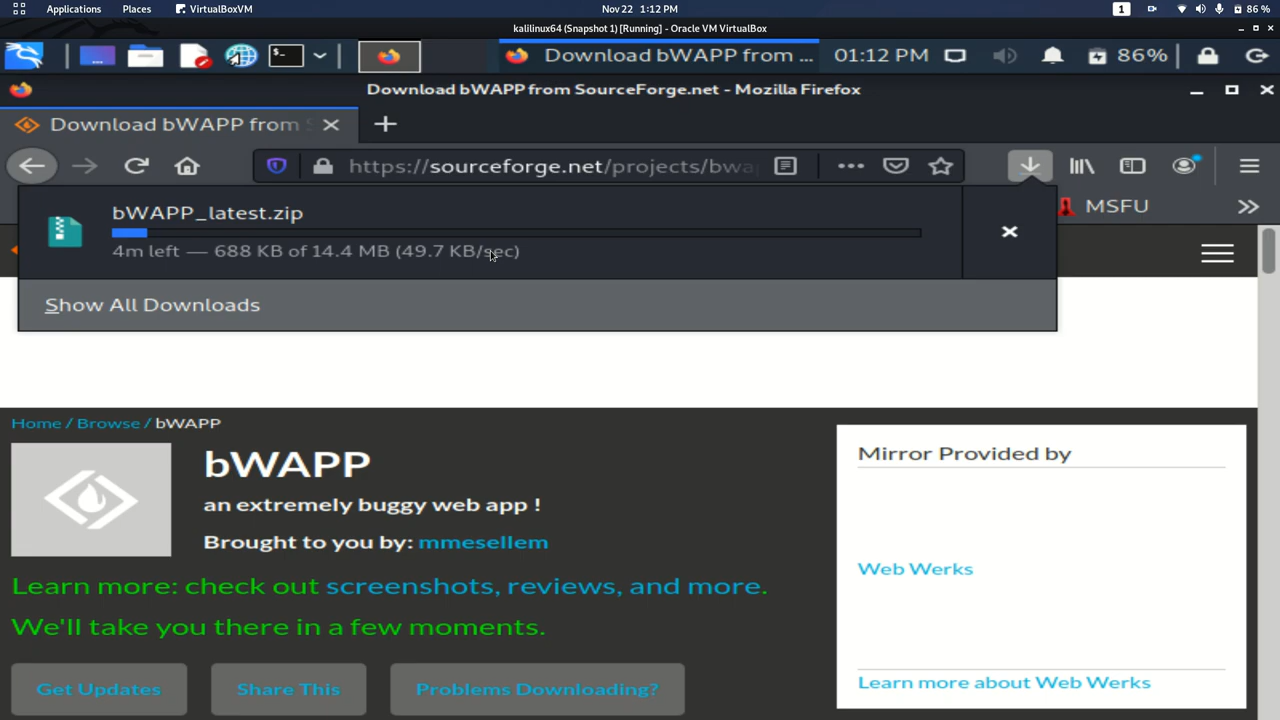 Applications Places VirtualBoxVM Nov 22 1:12 PM 1 86 %
kalilinux64 (Snapshot 1) [Running] - Oracle VM VirtualBox
Download bWAPP from ... 01:12 PM 86%
Download bWAPP from SourceForge.net - Mozilla Firefox
Download bWAPP from
https://sourceforge.net/projects/bwa
MSFU
bWAPP_latest.zip
4m left — 688 KB of 14.4 MB (49.7 KB/sec)
Show All Downloads
Home / Browse / bWAPP
bWAPP
an extremely buggy web app !
Brought to you by: mmesellem
Learn more: check out screenshots, reviews, and more.
We'll take you there in a few moments.
Get Updates Share This Problems Downloading?
Mirror Provided by
Web Werks
Learn more about Web Werks